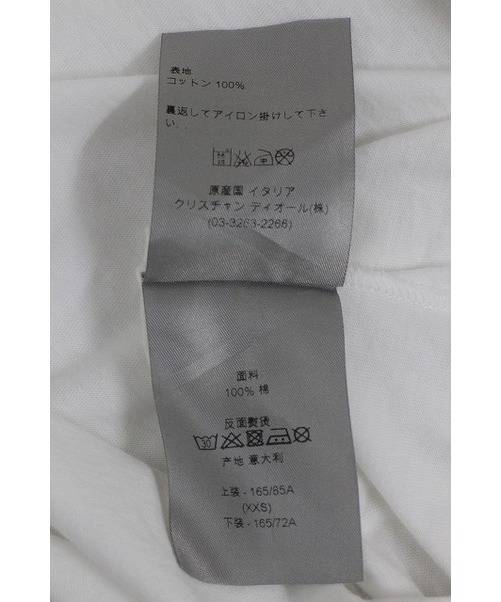 表地
コットン 100%
裏返してアイロン掛けして下さ
い.
原産国 イタリア
クリスチャン ディオール(株)
(03-3263-2266)
面料
100% 棉
反面熨烫
30
产地 意大利
上装 - 165/85A
(XXS)
下装 - 165/72A